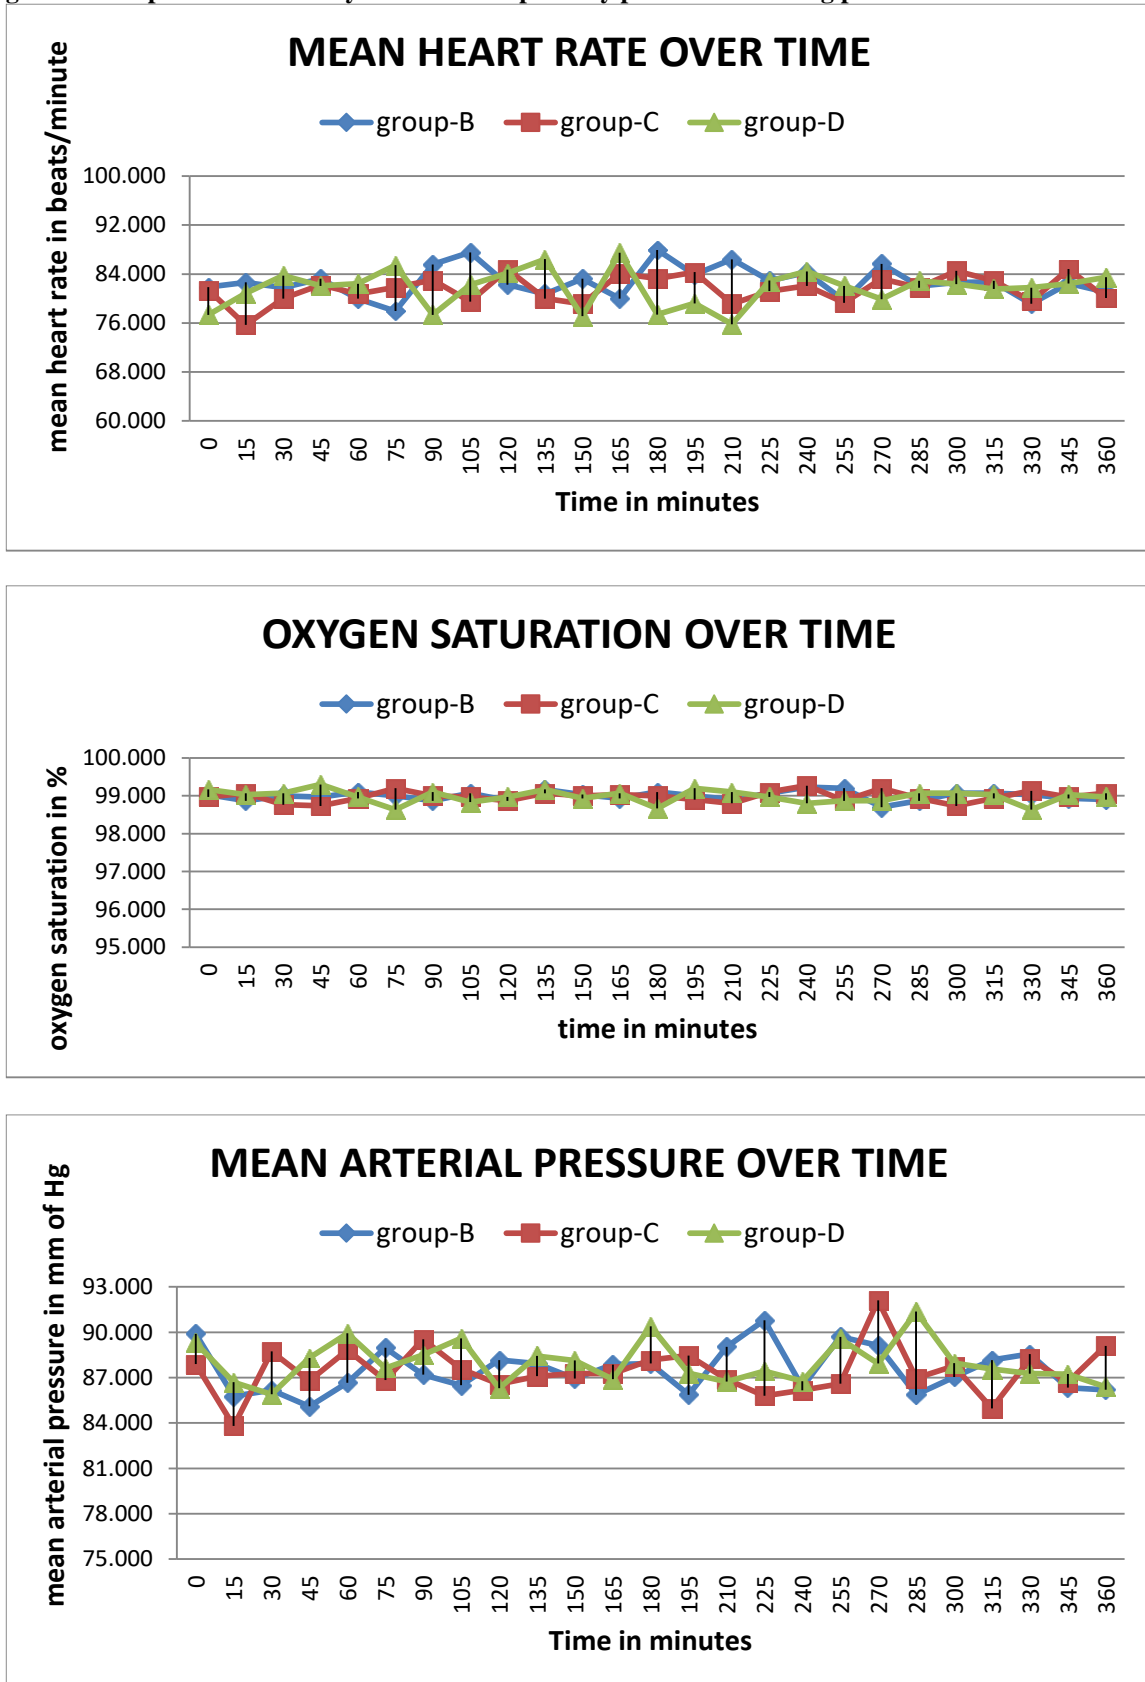 MEAN HEART RATE OVER TIME
group-B group-C group-D
mean heart rate in beats/minute
100.000
92.000
84.000
76.000
68.000
60.000
0 15 30 45 60 75 90 105 120 135 150 165 180 195 210 225 240 255 270 285 300 315 330 345 360
Time in minutes
OXYGEN SATURATION OVER TIME
group-B group-C group-D
oxygen saturation in %
100.000
99.000
98.000
97.000
96.000
95.000
0 15 30 45 60 75 90 105 120 135 150 165 180 195 210 225 240 255 270 285 300 315 330 345 360
time in minutes
MEAN ARTERIAL PRESSURE OVER TIME
group-B group-C group-D
mean arterial pressure in mm of Hg
93.000
90.000
87.000
84.000
81.000
78.000
75.000
0 15 30 45 60 75 90 105 120 135 150 165 180 195 210 225 240 255 270 285 300 315 330 345 360
Time in minutes